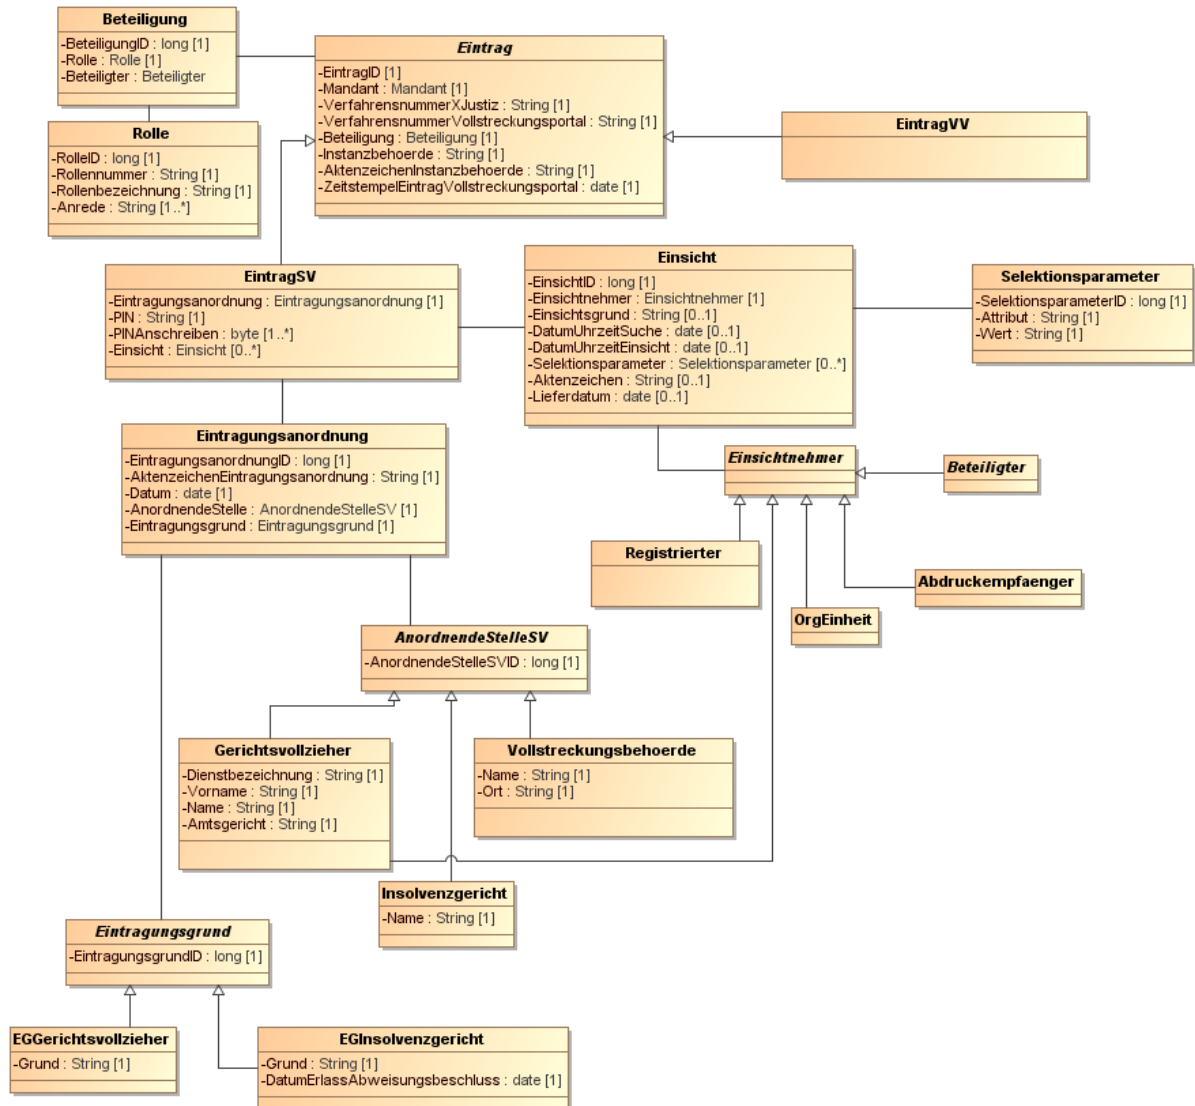 Beteiligung
-BeteiligungID : long [1]
-Rolle : Rolle [1]
-Beteiligter : Beteiligter
Rolle
-RolleID : long [1]
-Rollennummer : String [1]
-Rollenbezeichnung : String [1]
-Anrede : String [1..*]
Eintrag
-EintragID [1]
-Mandant : Mandant [1]
-VerfahrensnummerXJustiz : String [1]
-VerfahrensnummerVollstreckungsportal : String [1]
-Beteiligung : Beteiligung [1]
-Instanzbehoerde : String [1]
-AktenzeichenInstanzbehoerde : String [1]
-ZeitstempelEintragVollstreckungsportal : date [1]
EintragVV
EintragSV
-Eintragungsanordnung : Eintragungsanordnung [1]
-PIN : String [1]
-PINAnschreiben : byte [1..*]
-Einsicht : Einsicht [0..*]
Einsicht
-EinsichtID : long [1]
-Einsichtnehmer : Einsichtnehmer [1]
-Einsichtsgrund : String [0..1]
-DatumUhrzeitSuche : date [0..1]
-DatumUhrzeitEinsicht : date [0..1]
-Selektionsparameter : Selektionsparameter [0..*]
-Aktenzeichen : String [0..1]
-Lieferdatum : date [0..1]
Selektionsparameter
-SelektionsparameterID : long [1]
-Attribut : String [1]
-Wert : String [1]
Eintragungsanordnung
-EintragungsanordnungID : long [1]
-AktenzeichenEintragungsanordnung : String [1]
-Datum : date [1]
-AnordnendeStelle : AnordnendeStelleSV [1]
-Eintragungsgrund : Eintragungsgrund [1]
Einsichtnehmer
Beteiligter
Registrierter
Abdruckempfaenger
OrgEinheit
AnordnendeStelleSV
-AnordnendeStelleSVID : long [1]
Gerichtsvollzieher
-Dienstbezeichnung : String [1]
-Vorname : String [1]
-Name : String [1]
-Amtsgericht : String [1]
Vollstreckungsbehoerde
-Name : String [1]
-Ort : String [1]
Insolvenzgericht
-Name : String [1]
Eintragungsgrund
-EintragungsgrundID : long [1]
EGGerichtsvollzieher
-Grund : String [1]
EGInsolvenzgericht
-Grund : String [1]
-DatumErlassAbweisungsbeschluss : date [1]